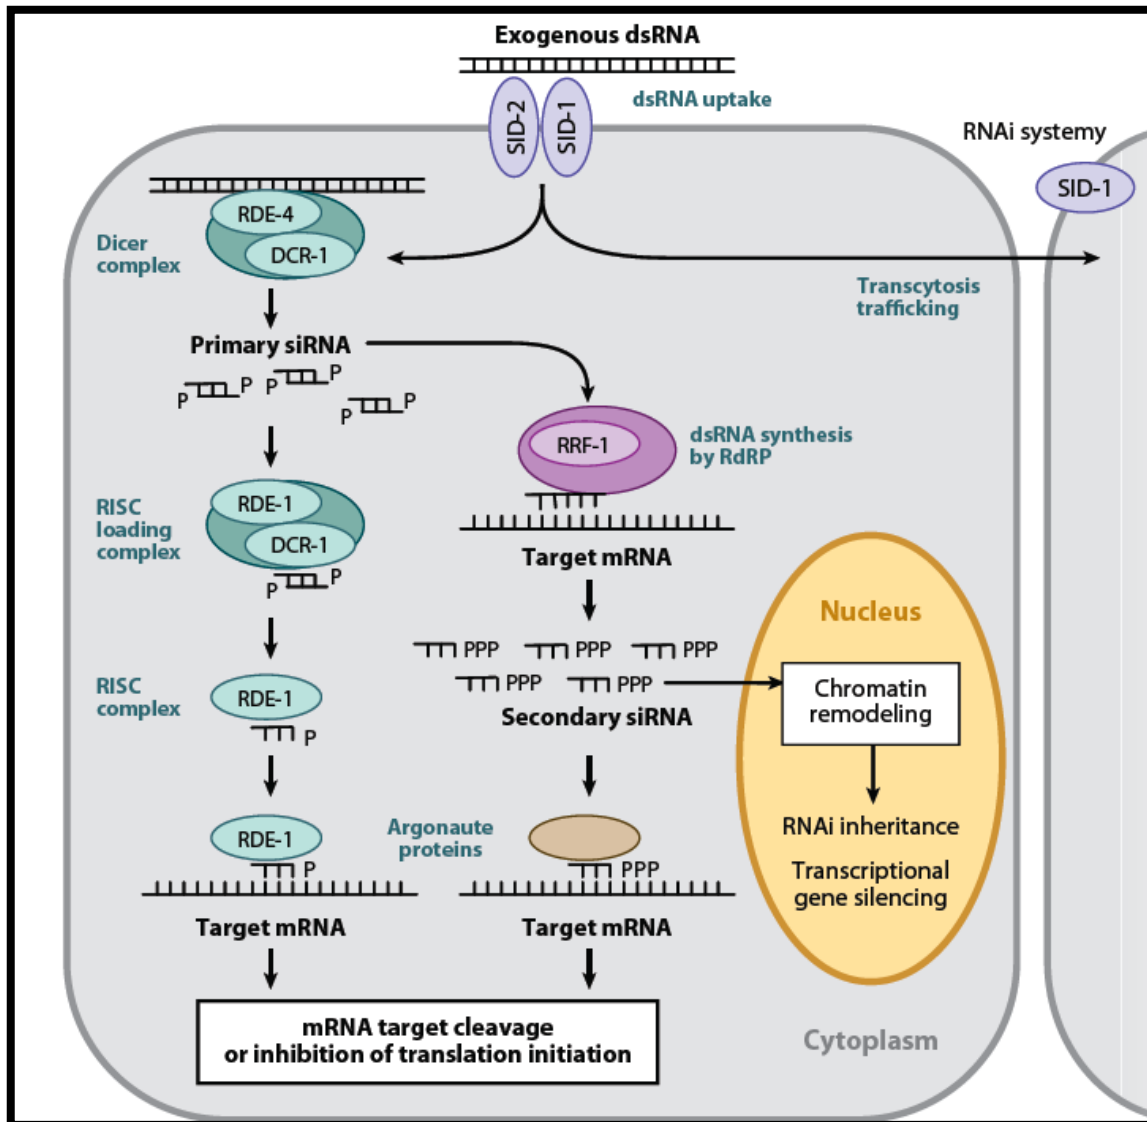 Exogenous dsRNA
SID-2
SID-1
dsRNA uptake
RNAi systemy
SID-1
RDE-4
DCR-1
Dicer
complex
Transcytosis
trafficking
Primary siRNA
P P
P P
P P
RRF-1
dsRNA synthesis
by RdRP
RDE-1
DCR-1
RISC
loading
complex
P P
Target mRNA
Nucleus
PPP PPP PPP
PPP PPP
Secondary siRNA
Chromatin
remodeling
RISC
complex
RDE-1
P
RDE-1
P
Argonaute
proteins
PPP
RNAi inheritance
Transcriptional
gene silencing
Target mRNA
Target mRNA
mRNA target cleavage
or inhibition of translation initiation
Cytoplasm